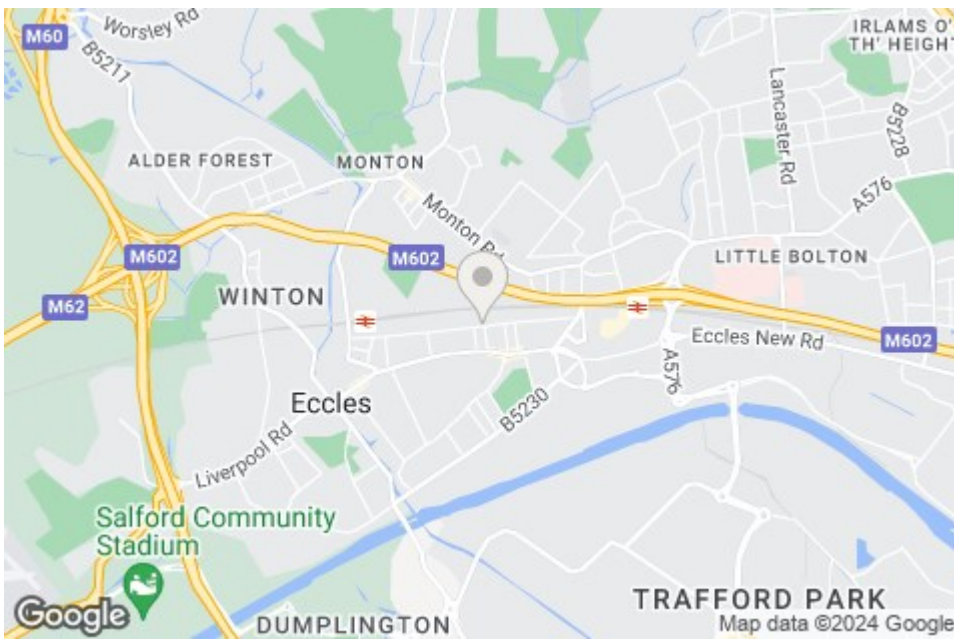 Worsley Rd
M60
B5217
IRLAMS O'
TH' HEIGHT
Lancaster Rd
B5228
ALDER FOREST
MONTON
A576
Monton Rd
M602
M602
LITTLE BOLTON
M62
WINTON
M602
Eccles New Rd
A576
Eccles
B5230
Liverpool Rd
Salford Community
Stadium
TRAFFORD PARK
Google
DUMPLINGTON
Map data ©2024 Google